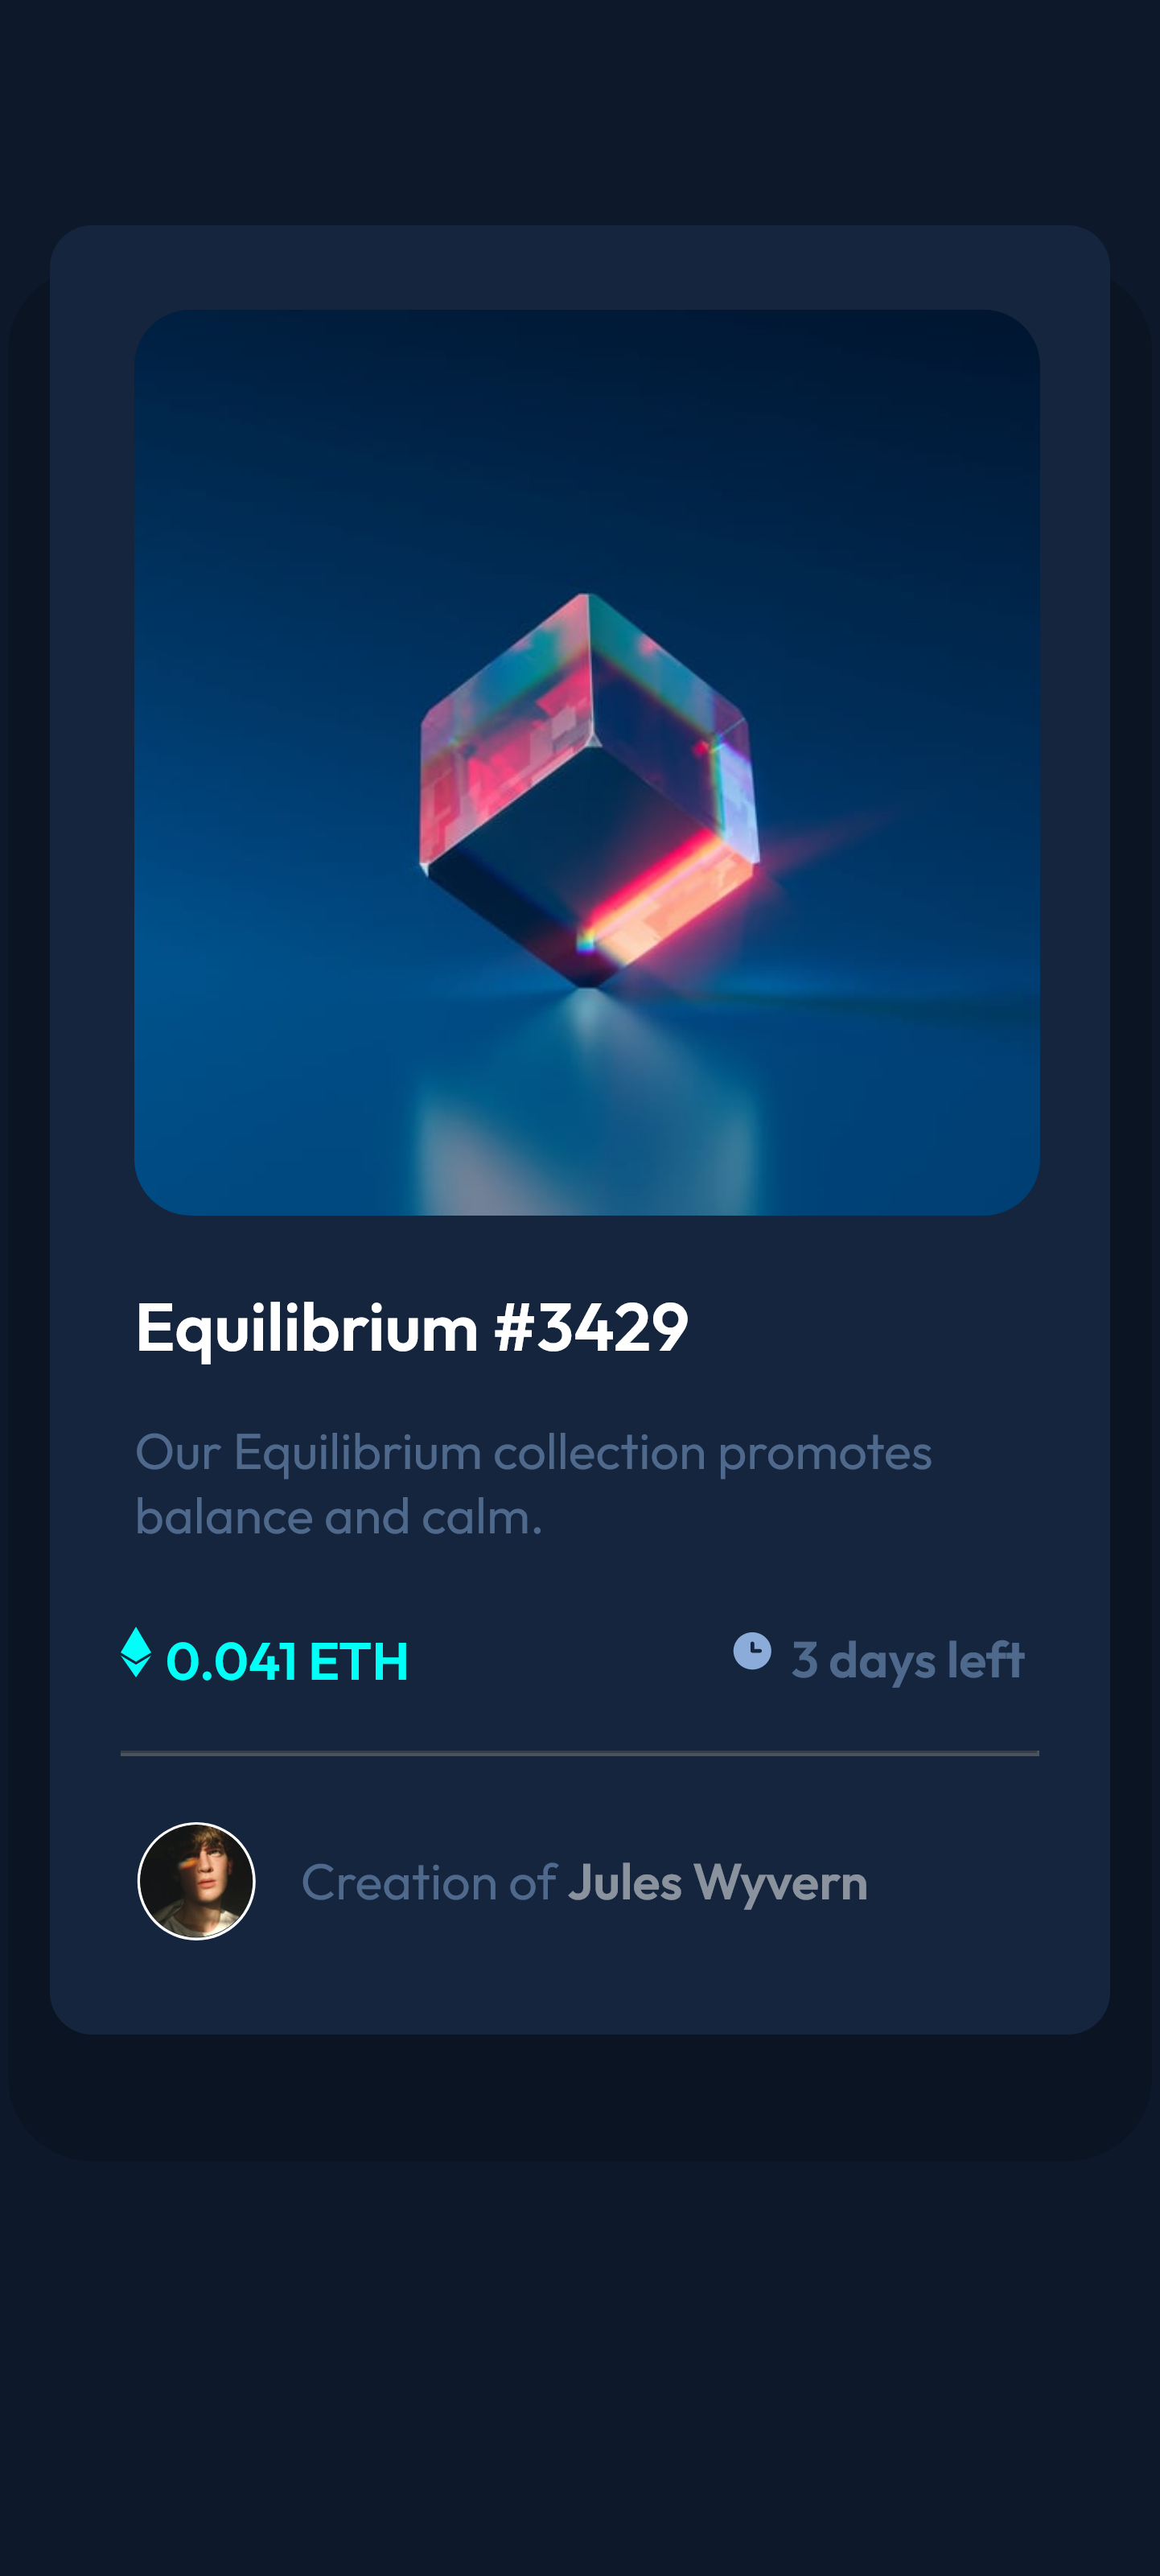 Equilibrium #3429
Our Equilibrium collection promotes
balance and calm.
0.041 ETH
3 days left
Creation of Jules Wyvern